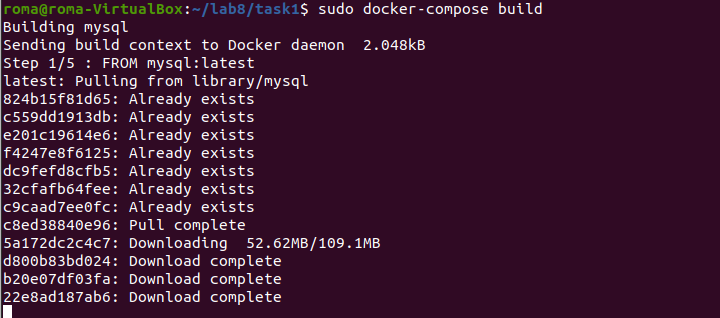 roma@roma-VirtualBox:~/lab8/task1$ sudo docker-compose build
Building mysql
Sending build context to Docker daemon  2.048kB
Step 1/5 : FROM mysql:latest
latest: Pulling from library/mysql
824b15f81d65: Already exists
c559dd1913db: Already exists
e201c19614e6: Already exists
f4247e8f6125: Already exists
dc9fefd8cfb5: Already exists
32cfafb64fee: Already exists
c9caad7ee0fc: Already exists
c8ed38840e96: Pull complete
5a172dc2c4c7: Downloading  52.62MB/109.1MB
d800b83bd024: Download complete
b20e07df03fa: Download complete
22e8ad187ab6: Download complete